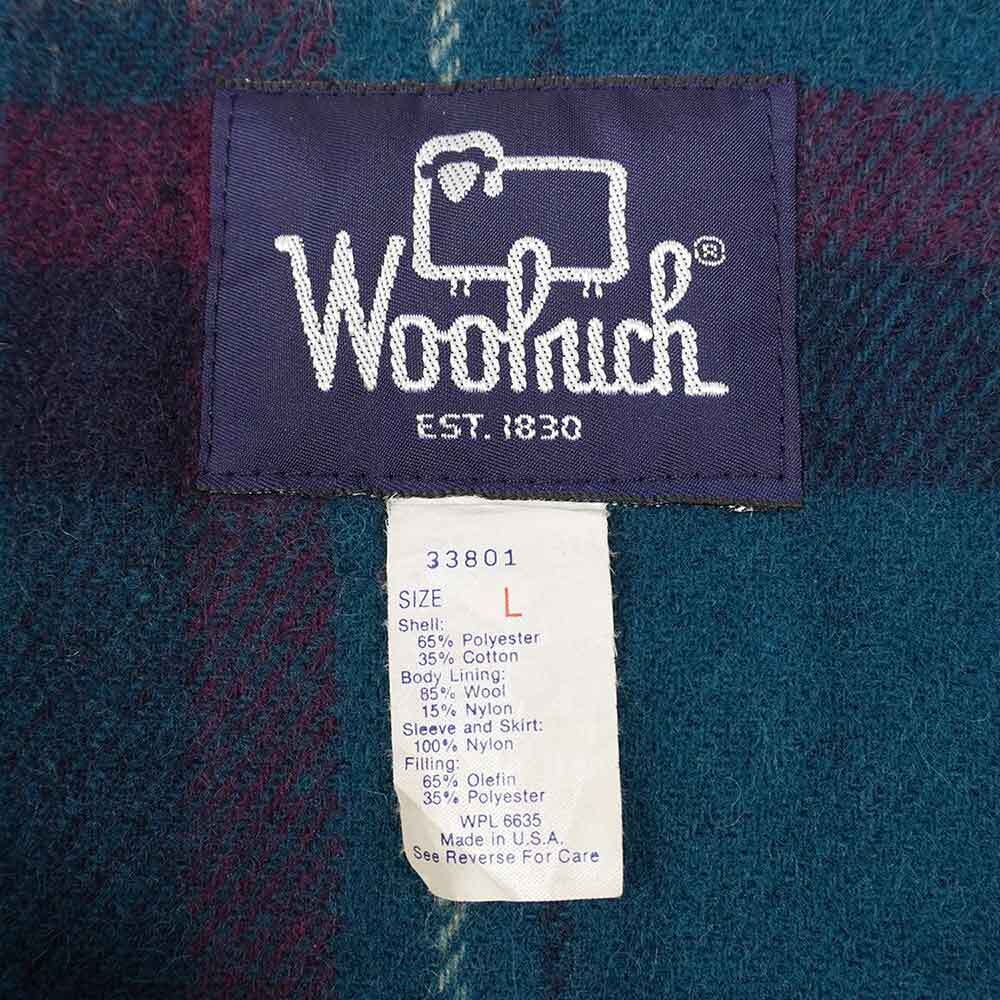 Woolrich®
EST. 1830
33801
SIZE L
Shell:
65% Polyester
35% Cotton
Body Lining:
85% Wool
15% Nylon
Sleeve and Skirt:
100% Nylon
Filling:
65% Olefin
35% Polyester
WPL 6635
Made in U.S.A.
See Reverse For Care